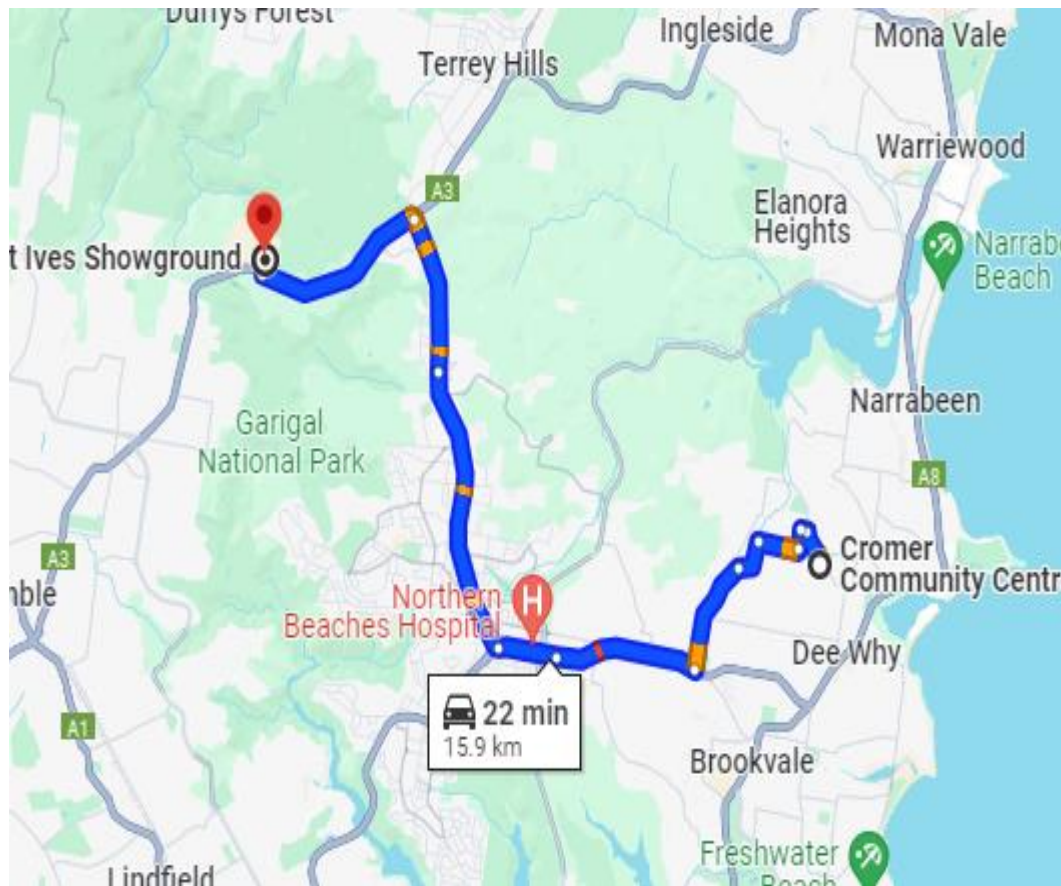 Duffys Forest
Ingleside
Mona Vale
Terrey Hills
Warriewood
A3
Elanora
Heights
t Ives Showground
Narrabe
Beach
Narrabeen
Garigal
National Park
A8
A3
Cromer
Community Centr
mble
Northern
Beaches Hospital
H
Dee Why
22 min
15.9 km
A1
Brookvale
Freshwater
Beach
Lindfield